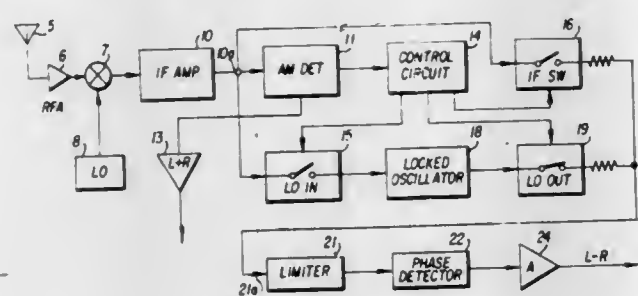 5
6
7
RFA
8
LO
10
IF AMP
10a
11
AM DET
13
L+R
14
CONTROL
CIRCUIT
16
IF SW
15
LO IN
18
LOCKED
OSCILLATOR
19
LO OUT
21
LIMITER
21a
22
PHASE
DETECTOR
24
A
L-R